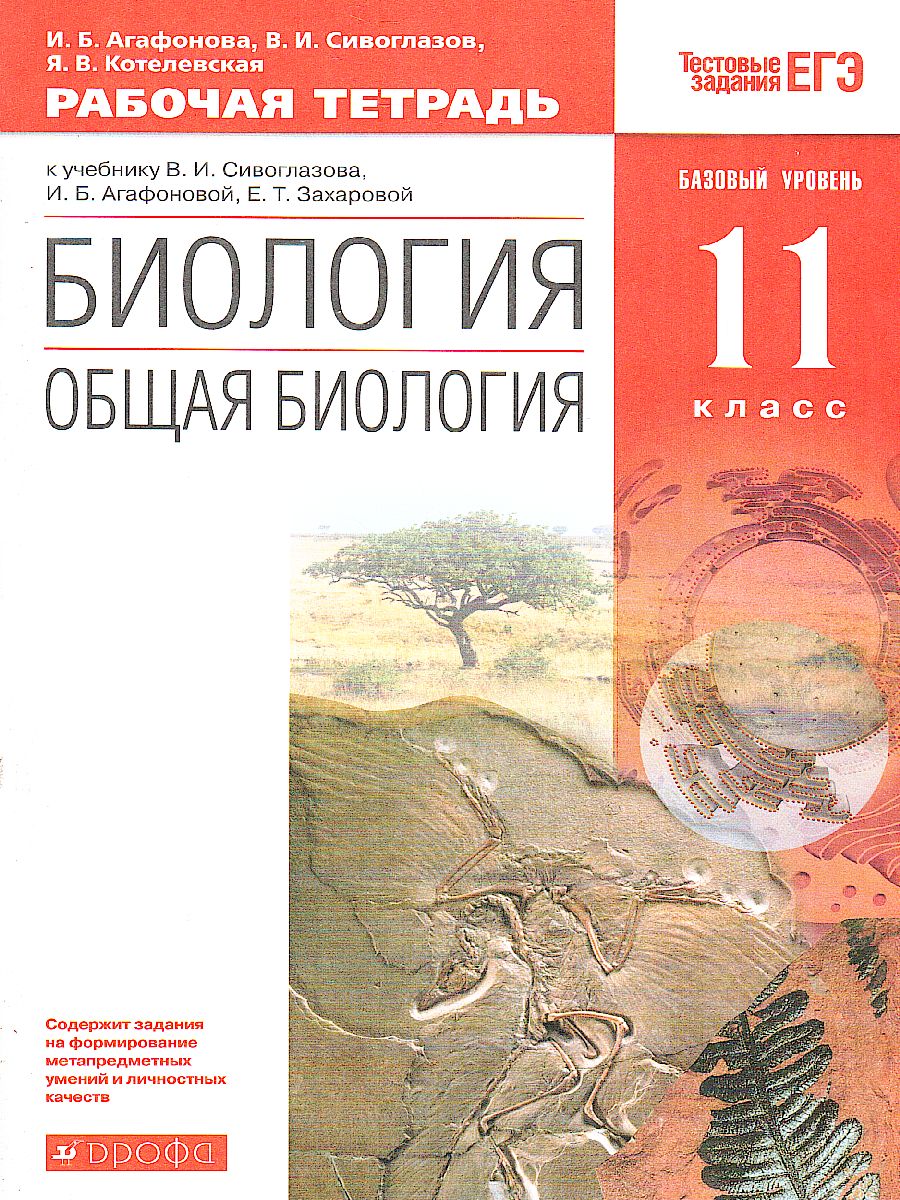 И. Б. Агафонова, В. И. Сивоглазов,
Я. В. Котелевская
РАБОЧАЯ ТЕТРАДЬ
Тестовые
задания ЕГЭ
к учебнику В. И. Сивоглазова,
И. Б. Агафоновой, Е. Т. Захаровой
БАЗОВЫЙ УРОВЕНЬ
БИОЛОГИЯ
11
ОБЩАЯ БИОЛОГИЯ
класс
Содержит задания
на формирование
метапредметных
умений и личностных
качеств
ДРОФА